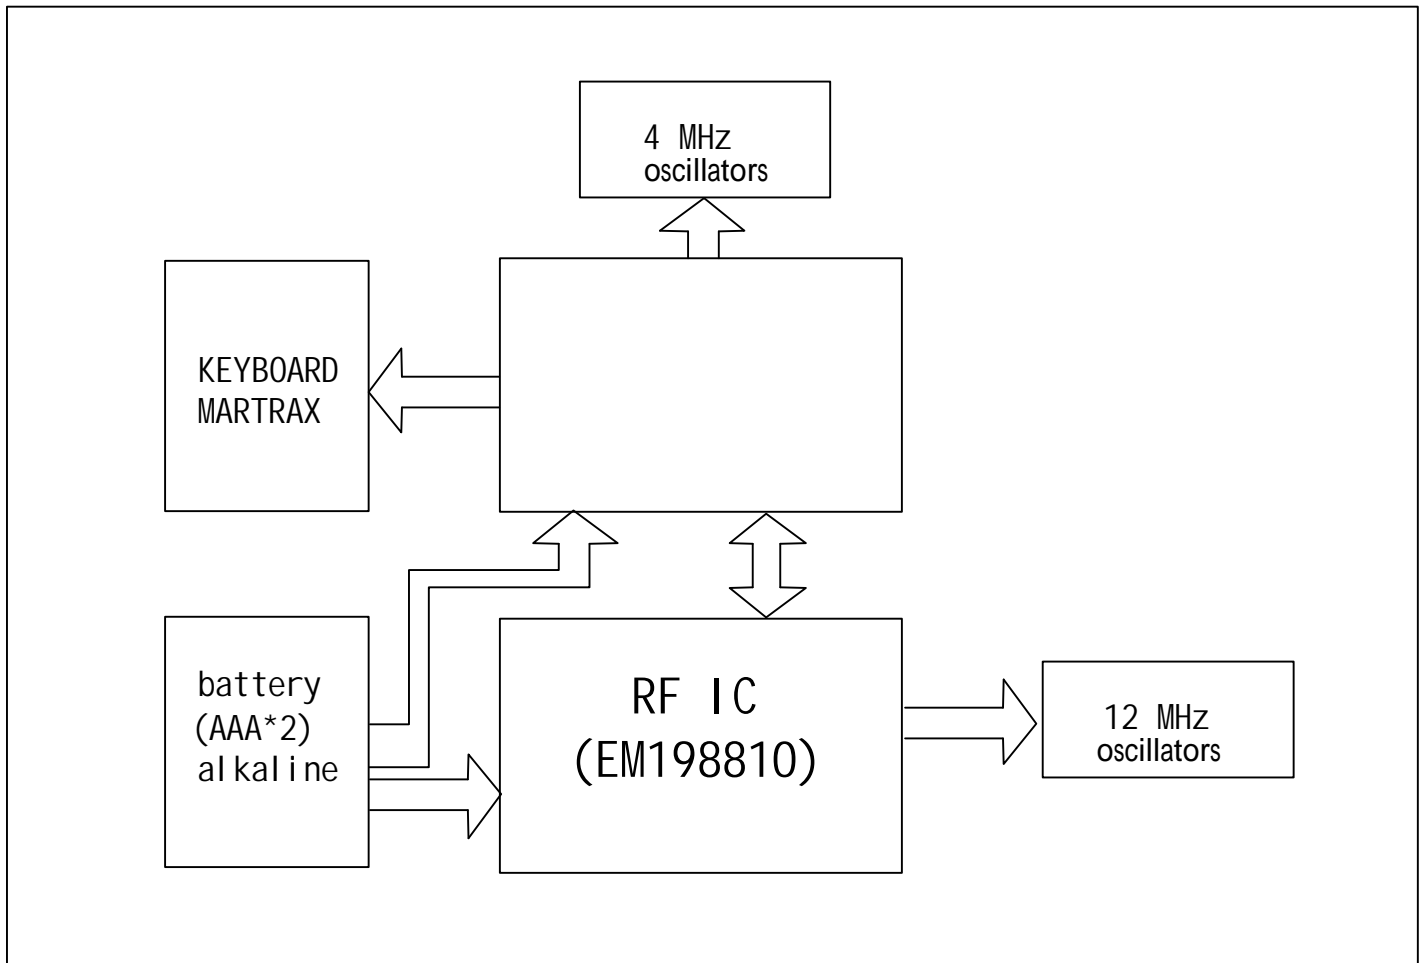 4 MHz
oscillators
KEYBOARD
MARTRAX
battery
(AAA*2)
alkaline
RF IC
(EM198810)
12 MHz
oscillators